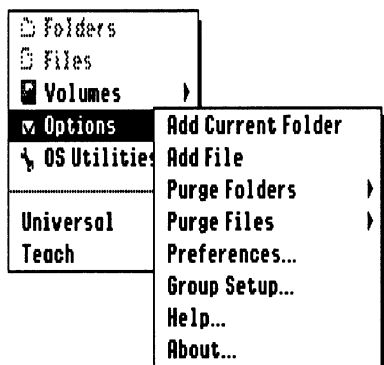 Folders
Files
Volumes
Options
OS Utilities
Universal
Teach
Add Current Folder
Add File
Purge Folders
Purge Files
Preferences...
Group Setup...
Help...
About...